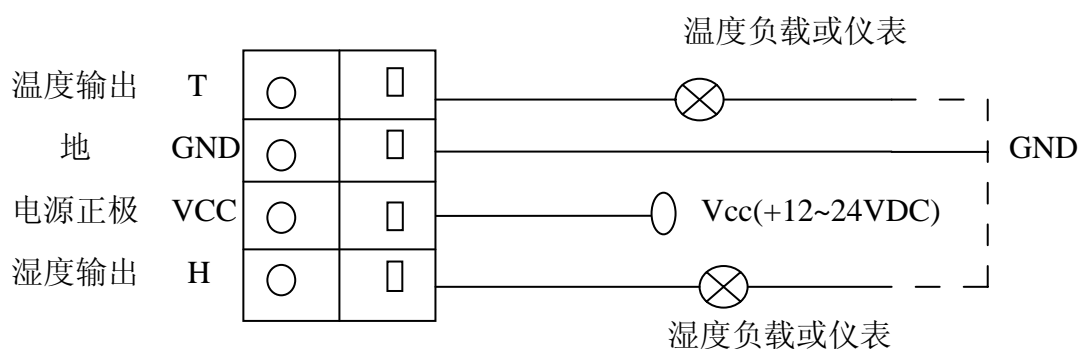 温度负载或仪表
温度输出 T
地 GND
GND
电源正极 VCC
Vcc(+12~24VDC)
湿度输出 H
湿度负载或仪表